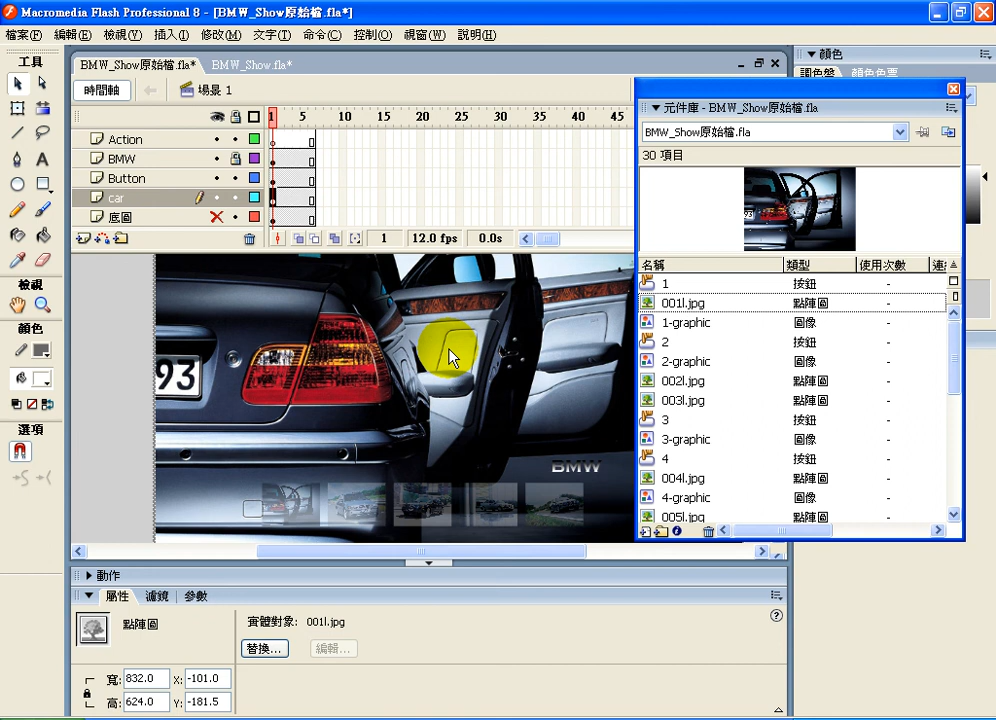 Macromedia Flash Professional 8 - [BMW_Show原始檔.fla*]
檔案(F) 編輯(E) 檢視(V) 插入(I) 修改(M) 文字(T) 命令(C) 控制(O) 視窗(W) 說明(H)
工具
檢視
顏色
選項
BMW_Show原始檔.fla* BMW_Show.fla*
時間軸 場景 1
1 5 10 15 20 25 30 35 40 45
Action
BMW
Button
car
底圖
1 12.0 fps 0.0s
93
BMW
顏色
調色盤 顏色色票
元件庫 - BMW_Show原始檔.fla
BMW_Show原始檔.fla
30 項目
名稱 類型 使用次數 連
1 按鈕 -
001l.jpg 點陣圖 -
1-graphic 圖像 -
2 按鈕 -
2-graphic 圖像 -
002l.jpg 點陣圖 -
003l.jpg 點陣圖 -
3 按鈕 -
3-graphic 圖像 -
4 按鈕 -
004l.jpg 點陣圖 -
4-graphic 圖像 -
005l.jpg 點陣圖 -
動作
屬性 濾鏡 參數
點陣圖
實體對象: 001l.jpg
替換... 編輯...
寬: 832.0 X: -101.0
高: 624.0 Y: -181.5